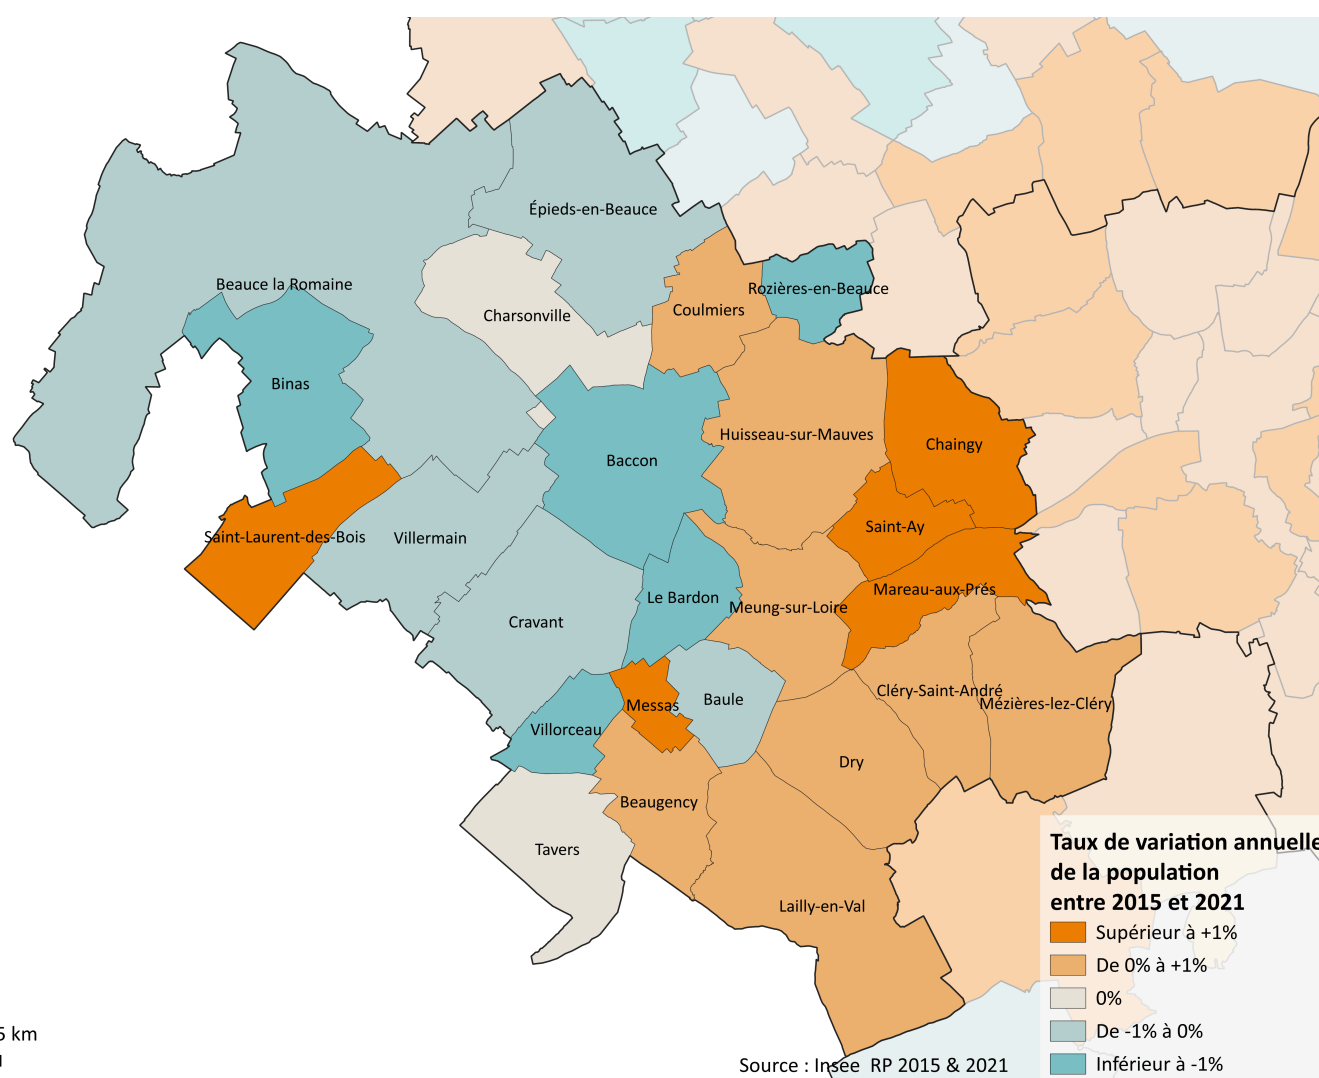 Épieds-en-Beauce
Beauce la Romaine
Rozières-en-Beauce
Coulmiers
Charsonville
Binas
Huisseau-sur-Mauves
Chaingy
Baccon
Saint-Ay
Saint-Laurent-des-Bois
Villermain
Mareau-aux-Prés
Le Bardon
Meung-sur-Loire
Cravant
Cléry-Saint-André
Baule
Mézières-lez-Cléry
Messas
Villorceau
Dry
Beaugency
Tavers
Lailly-en-Val
Taux de variation annuelle
de la population
entre 2015 et 2021
Supérieur à +1%
De 0% à +1%
0%
De -1% à 0%
Inférieur à -1%
5 km
Source : Insee RP 2015 & 2021